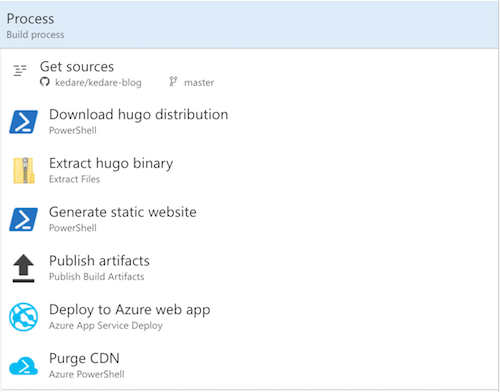 Process
Build process
Get sources
kedare/kedare-blog master
Download hugo distribution
PowerShell
Extract hugo binary
Extract Files
Generate static website
PowerShell
Publish artifacts
Publish Build Artifacts
Deploy to Azure web app
Azure App Service Deploy
Purge CDN
Azure PowerShell